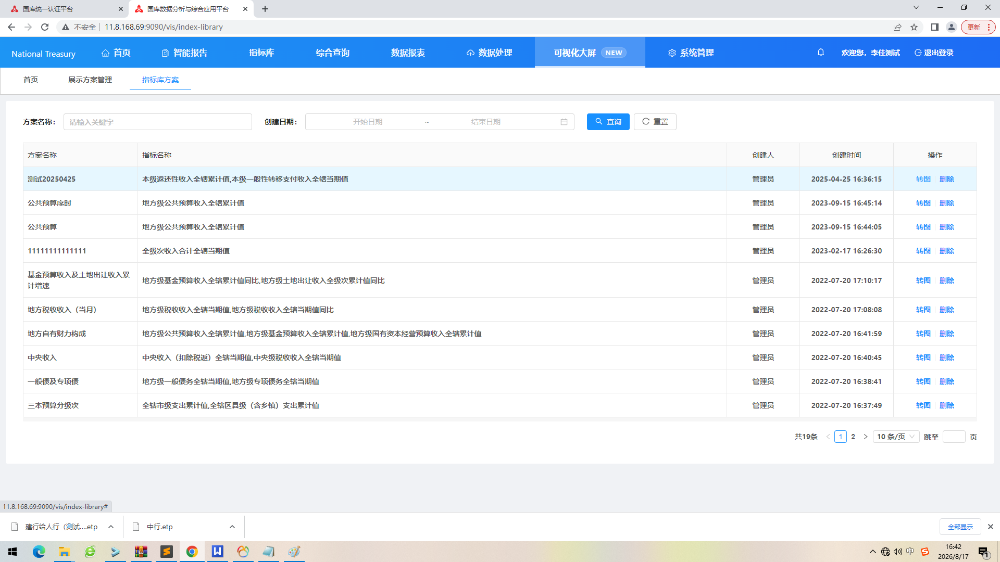 国库统一认证平台
国库数据分析与综合应用平台
不安全
11.8.168.69:9090/vis/index-library
更新
National Treasury
首页
智能报告
指标库
综合查询
数据报表
数据处理
可视化大屏 NEW
系统管理
欢迎您，李佳测试
退出登录
首页
展示方案管理
指标库方案
方案名称：
请输入关键字
创建日期：
开始日期 ~ 结束日期
查询
重置
方案名称 指标名称 创建人 创建时间 操作
测试20250425 本级返还性收入全辖累计值,本级一般性转移支付收入全辖当期值 管理员 2025-04-25 16:36:15 转图 删除
公共预算序时 地方级公共预算收入全辖累计值 管理员 2023-09-15 16:45:14 转图 删除
公共预算 地方级公共预算收入全辖累计值 管理员 2023-09-15 16:44:05 转图 删除
11111111111111 全级次收入合计全辖当期值 管理员 2023-02-17 16:26:30 转图 删除
基金预算收入及土地出让收入累
计增速
地方级基金预算收入全辖累计值同比,地方级土地出让收入全级次累计值同比 管理员 2022-07-20 17:10:17 转图 删除
地方税收收入（当月） 地方级税收收入全辖当期值,地方级税收收入全辖当期值同比 管理员 2022-07-20 17:08:08 转图 删除
地方自有财力构成 地方级公共预算收入全辖累计值,地方级基金预算收入全辖累计值,地方级国有资本经营预算收入全辖累计值 管理员 2022-07-20 16:41:59 转图 删除
中央收入 中央收入（扣除税返）全辖当期值,中央级税收收入全辖当期值 管理员 2022-07-20 16:40:45 转图 删除
一般债及专项债 地方级一般债务全辖当期值,地方级专项债务全辖当期值 管理员 2022-07-20 16:38:41 转图 删除
三本预算分级次 全辖市级支出累计值,全辖区县级（含乡镇）支出累计值 管理员 2022-07-20 16:37:49 转图 删除
共19条 1 2 10 条/页 跳至 页
11.8.168.69:9090/vis/index-library#
建行给人行（测试....etp
中行.etp
全部显示
中
16:42
2026/8/17
1